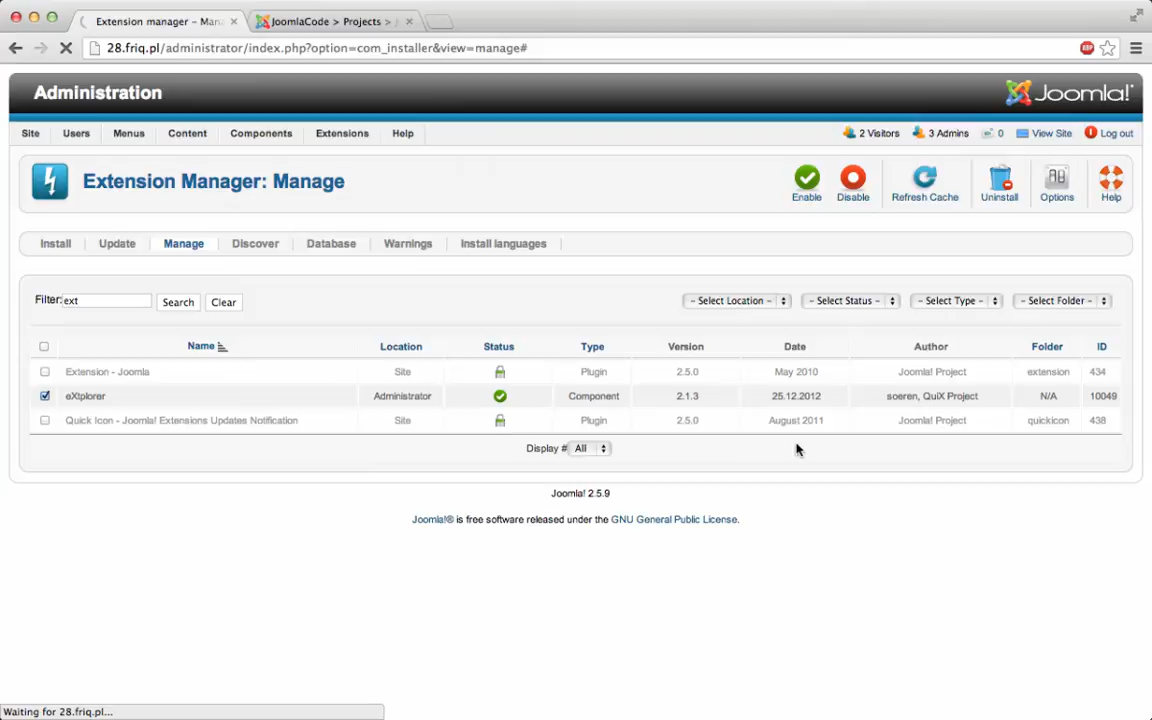 Extension manager – Man
JoomlaCode > Projects > J
28.friq.pl/administrator/index.php?option=com_installer&view=manage#
ABP
Administration
Joomla!
Site Users Menus Content Components Extensions Help
2 Visitors 3 Admins 0 View Site Log out
Extension Manager: Manage
Enable Disable Refresh Cache Uninstall Options Help
Install Update Manage Discover Database Warnings Install languages
Filter: ext Search Clear - Select Location - - Select Status - - Select Type - - Select Folder -
Name Location Status Type Version Date Author Folder ID
Extension - Joomla Site Plugin 2.5.0 May 2010 Joomla! Project extension 434
eXtplorer Administrator Component 2.1.3 25.12.2012 soeren, QuiX Project N/A 10049
Quick Icon - Joomla! Extensions Updates Notification Site Plugin 2.5.0 August 2011 Joomla! Project quickicon 438
Display # All
Joomla! 2.5.9
Joomla!® is free software released under the GNU General Public License.
Waiting for 28.friq.pl...